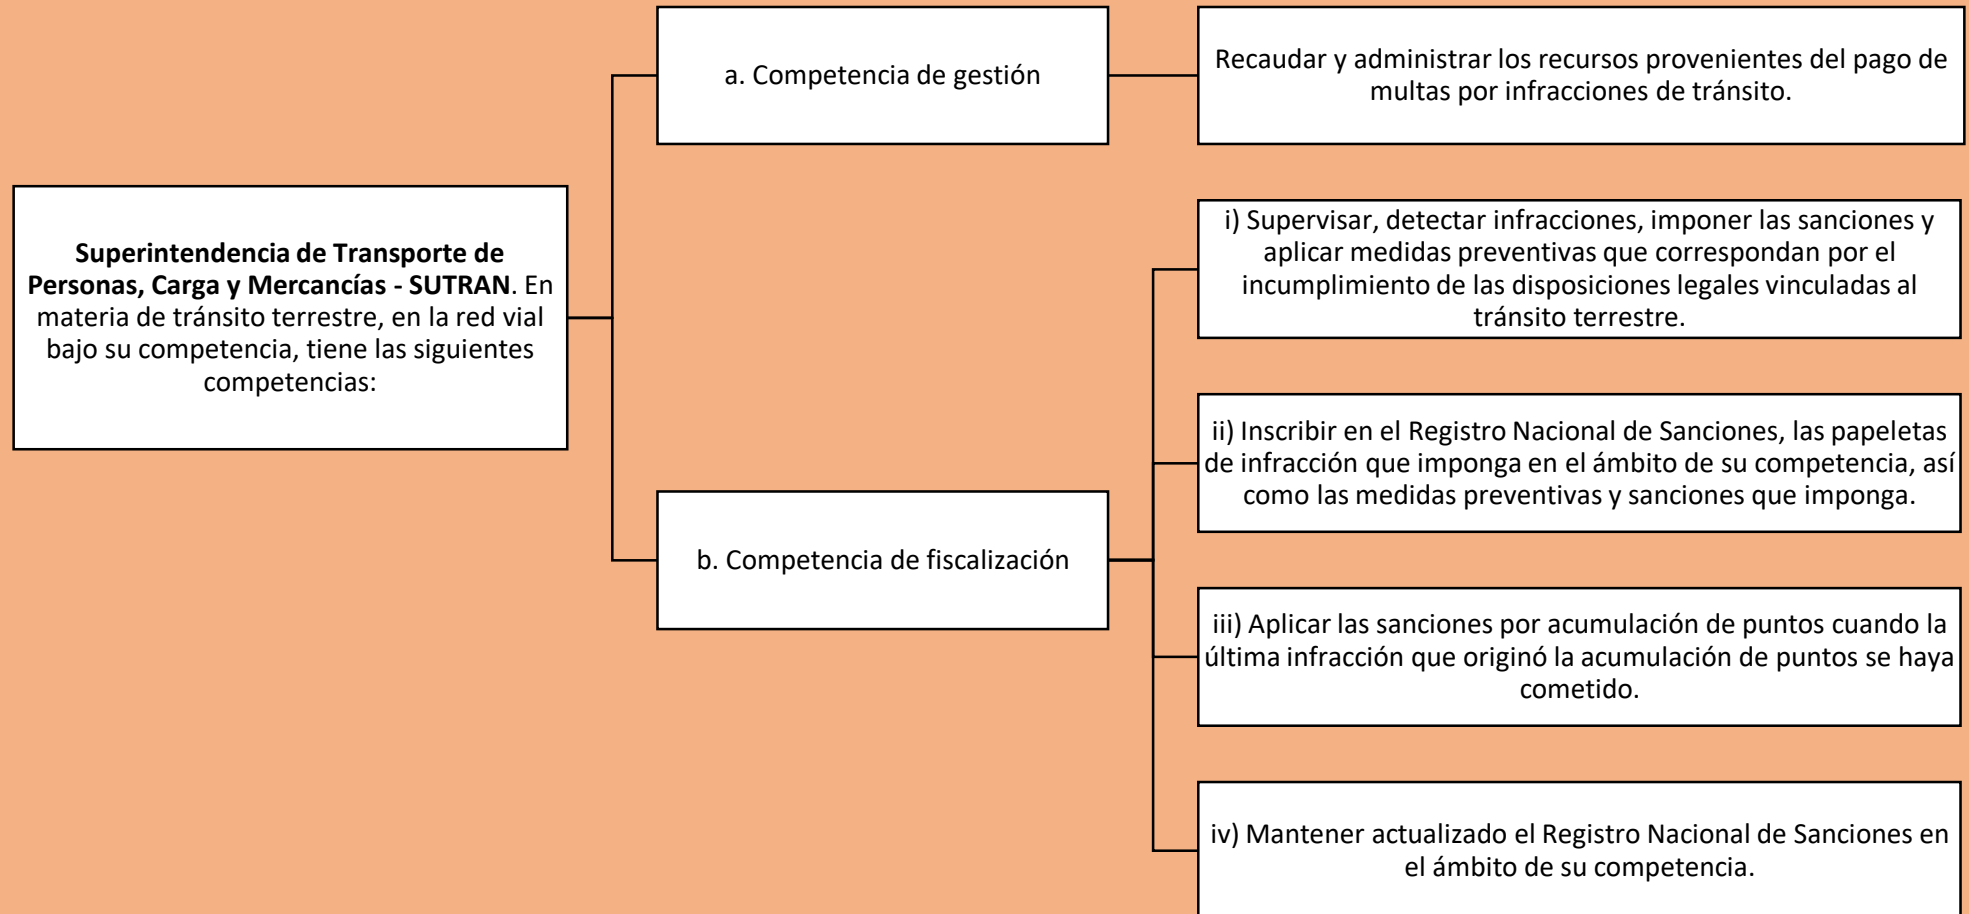 Superintendencia de Transporte de
Personas, Carga y Mercancías - SUTRAN. En
materia de tránsito terrestre, en la red vial
bajo su competencia, tiene las siguientes
competencias:
a. Competencia de gestión
Recaudar y administrar los recursos provenientes del pago de
multas por infracciones de tránsito.
b. Competencia de fiscalización
i) Supervisar, detectar infracciones, imponer las sanciones y
aplicar medidas preventivas que correspondan por el
incumplimiento de las disposiciones legales vinculadas al
tránsito terrestre.
ii) Inscribir en el Registro Nacional de Sanciones, las papeletas
de infracción que imponga en el ámbito de su competencia, así
como las medidas preventivas y sanciones que imponga.
iii) Aplicar las sanciones por acumulación de puntos cuando la
última infracción que originó la acumulación de puntos se haya
cometido.
iv) Mantener actualizado el Registro Nacional de Sanciones en
el ámbito de su competencia.